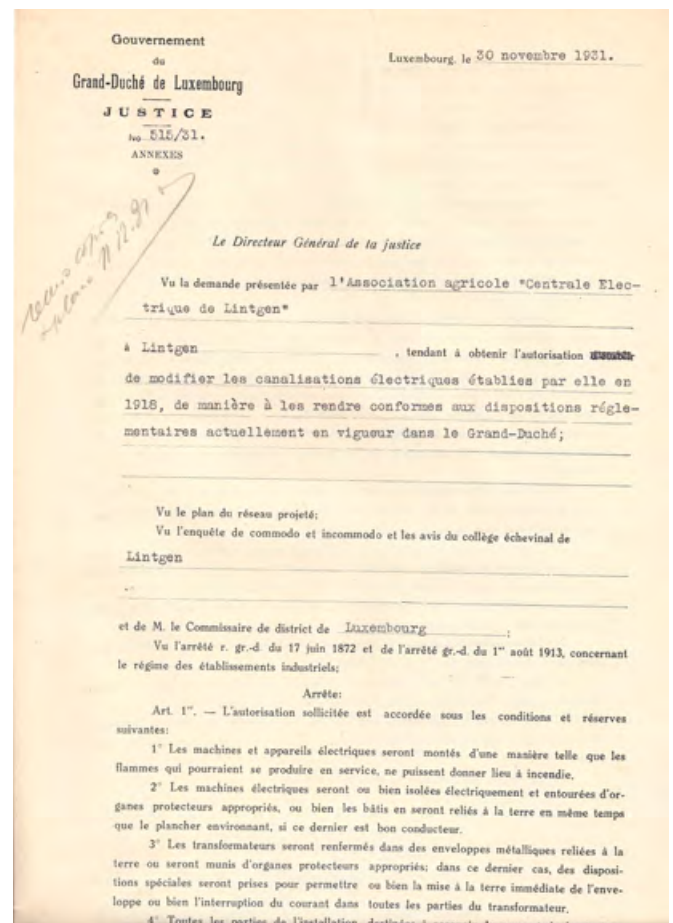 Gouvernement
du
Grand-Duché de Luxembourg
JUSTICE
No 515/31.
ANNEXES
Luxembourg, le 30 novembre 1931.
Le Directeur Général de la justice
Vu la demande présentée par l'Association agricole "Centrale Elec-
trique de Lintgen"
à Lintgen , tendant à obtenir l'autorisation
de modifier les canalisations électriques établies par elle en
1918, de manière à les rendre conformes aux dispositions régle-
mentaires actuellement en vigueur dans le Grand-Duché;
Vu le plan du réseau projeté;
Vu l'enquête de commodo et incommodo et les avis du collège échevinal de
Lintgen
et de M. le Commissaire de district de Luxembourg ;
Vu l'arrêté r. gr.-d. du 17 juin 1872 et de l'arrêté gr.-d. du 1er août 1913, concernant
le régime des établissements industriels;
Arrête:
Art. 1er. — L'autorisation sollicitée est accordée sous les conditions et réserves
suivantes:
1° Les machines et appareils électriques seront montés d'une manière telle que les
flammes qui pourraient se produire en service, ne puissent donner lieu à incendie.
2° Les machines électriques seront ou bien isolées électriquement et entourées d'or-
ganes protecteurs appropriés, ou bien les bâtis en seront reliés à la terre en même temps
que le plancher environnant, si ce dernier est bon conducteur.
3° Les transformateurs seront renfermés dans des enveloppes métalliques reliées à la
terre ou seront munis d'organes protecteurs appropriés; dans ce dernier cas, des disposi-
tions spéciales seront prises pour permettre ou bien la mise à la terre immédiate de l'enve-
loppe ou bien l'interruption du courant dans toutes les parties du transformateur.
4° Toutes les parties de l'installation